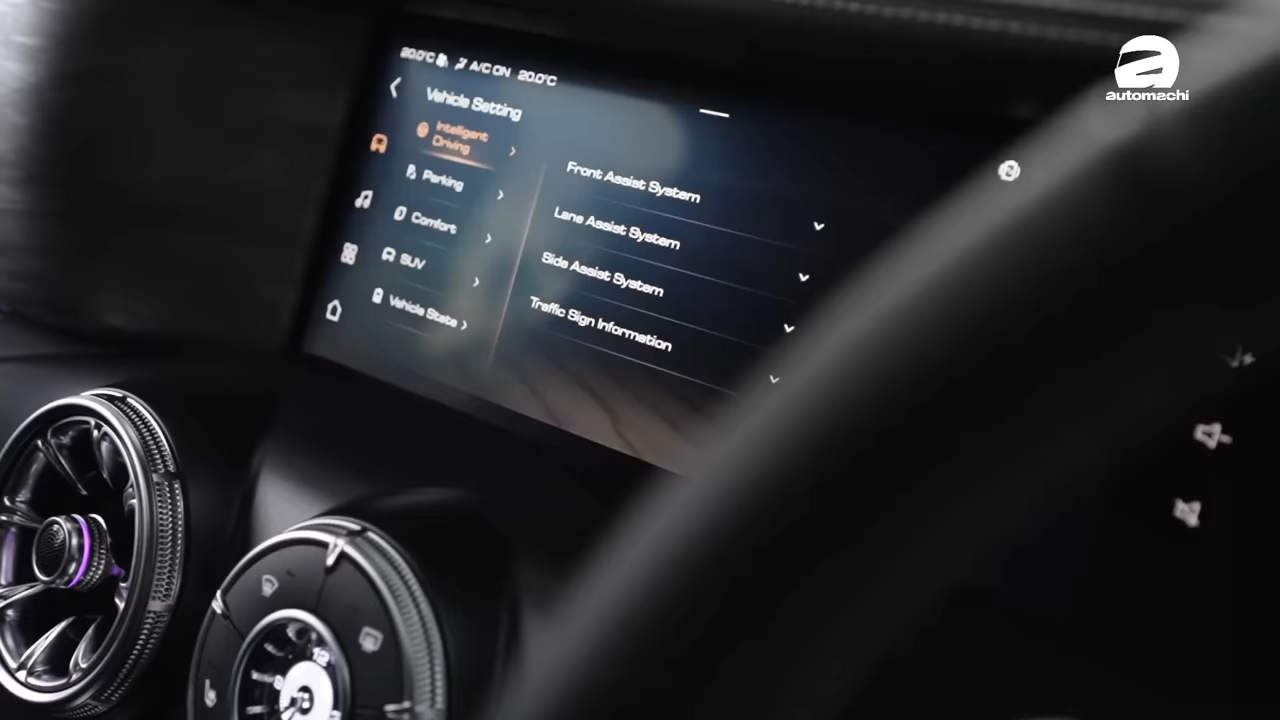 20.0°C A/C ON 20.0°C
Vehicle Setting
Intelligent
Driving
Parking
Comfort
SUV
Vehicle State
Front Assist System
Lane Assist System
Side Assist System
Traffic Sign Information
automachi
12